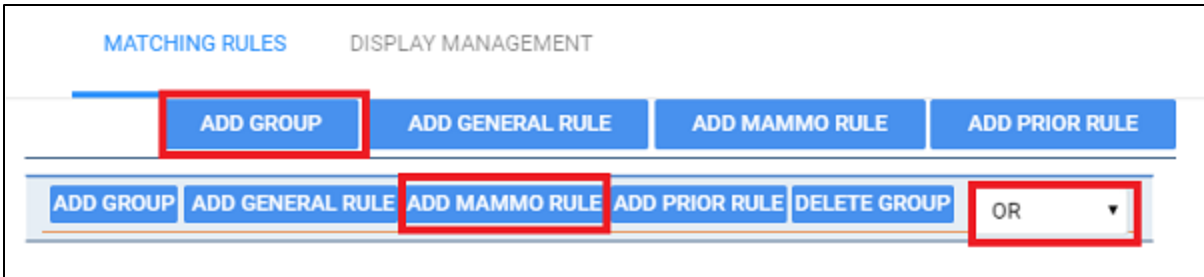 MATCHING RULES DISPLAY MANAGEMENT
ADD GROUP ADD GENERAL RULE ADD MAMMO RULE ADD PRIOR RULE
ADD GROUP ADD GENERAL RULE ADD MAMMO RULE ADD PRIOR RULE DELETE GROUP OR